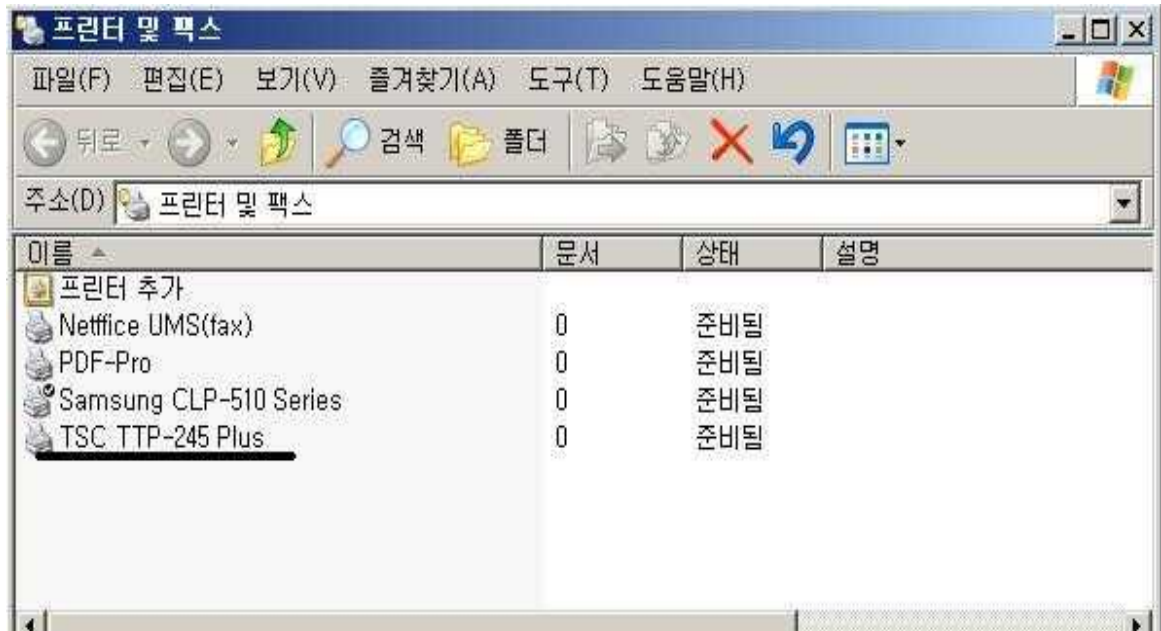 프린터 및 팩스
파일(F) 편집(E) 보기(V) 즐겨찾기(A) 도구(T) 도움말(H)
뒤로 검색 폴더
주소(D) 프린터 및 팩스
이름 문서 상태 설명
프린터 추가
Netffice UMS(fax) 0 준비됨
PDF-Pro 0 준비됨
Samsung CLP-510 Series 0 준비됨
TSC TTP-245 Plus 0 준비됨